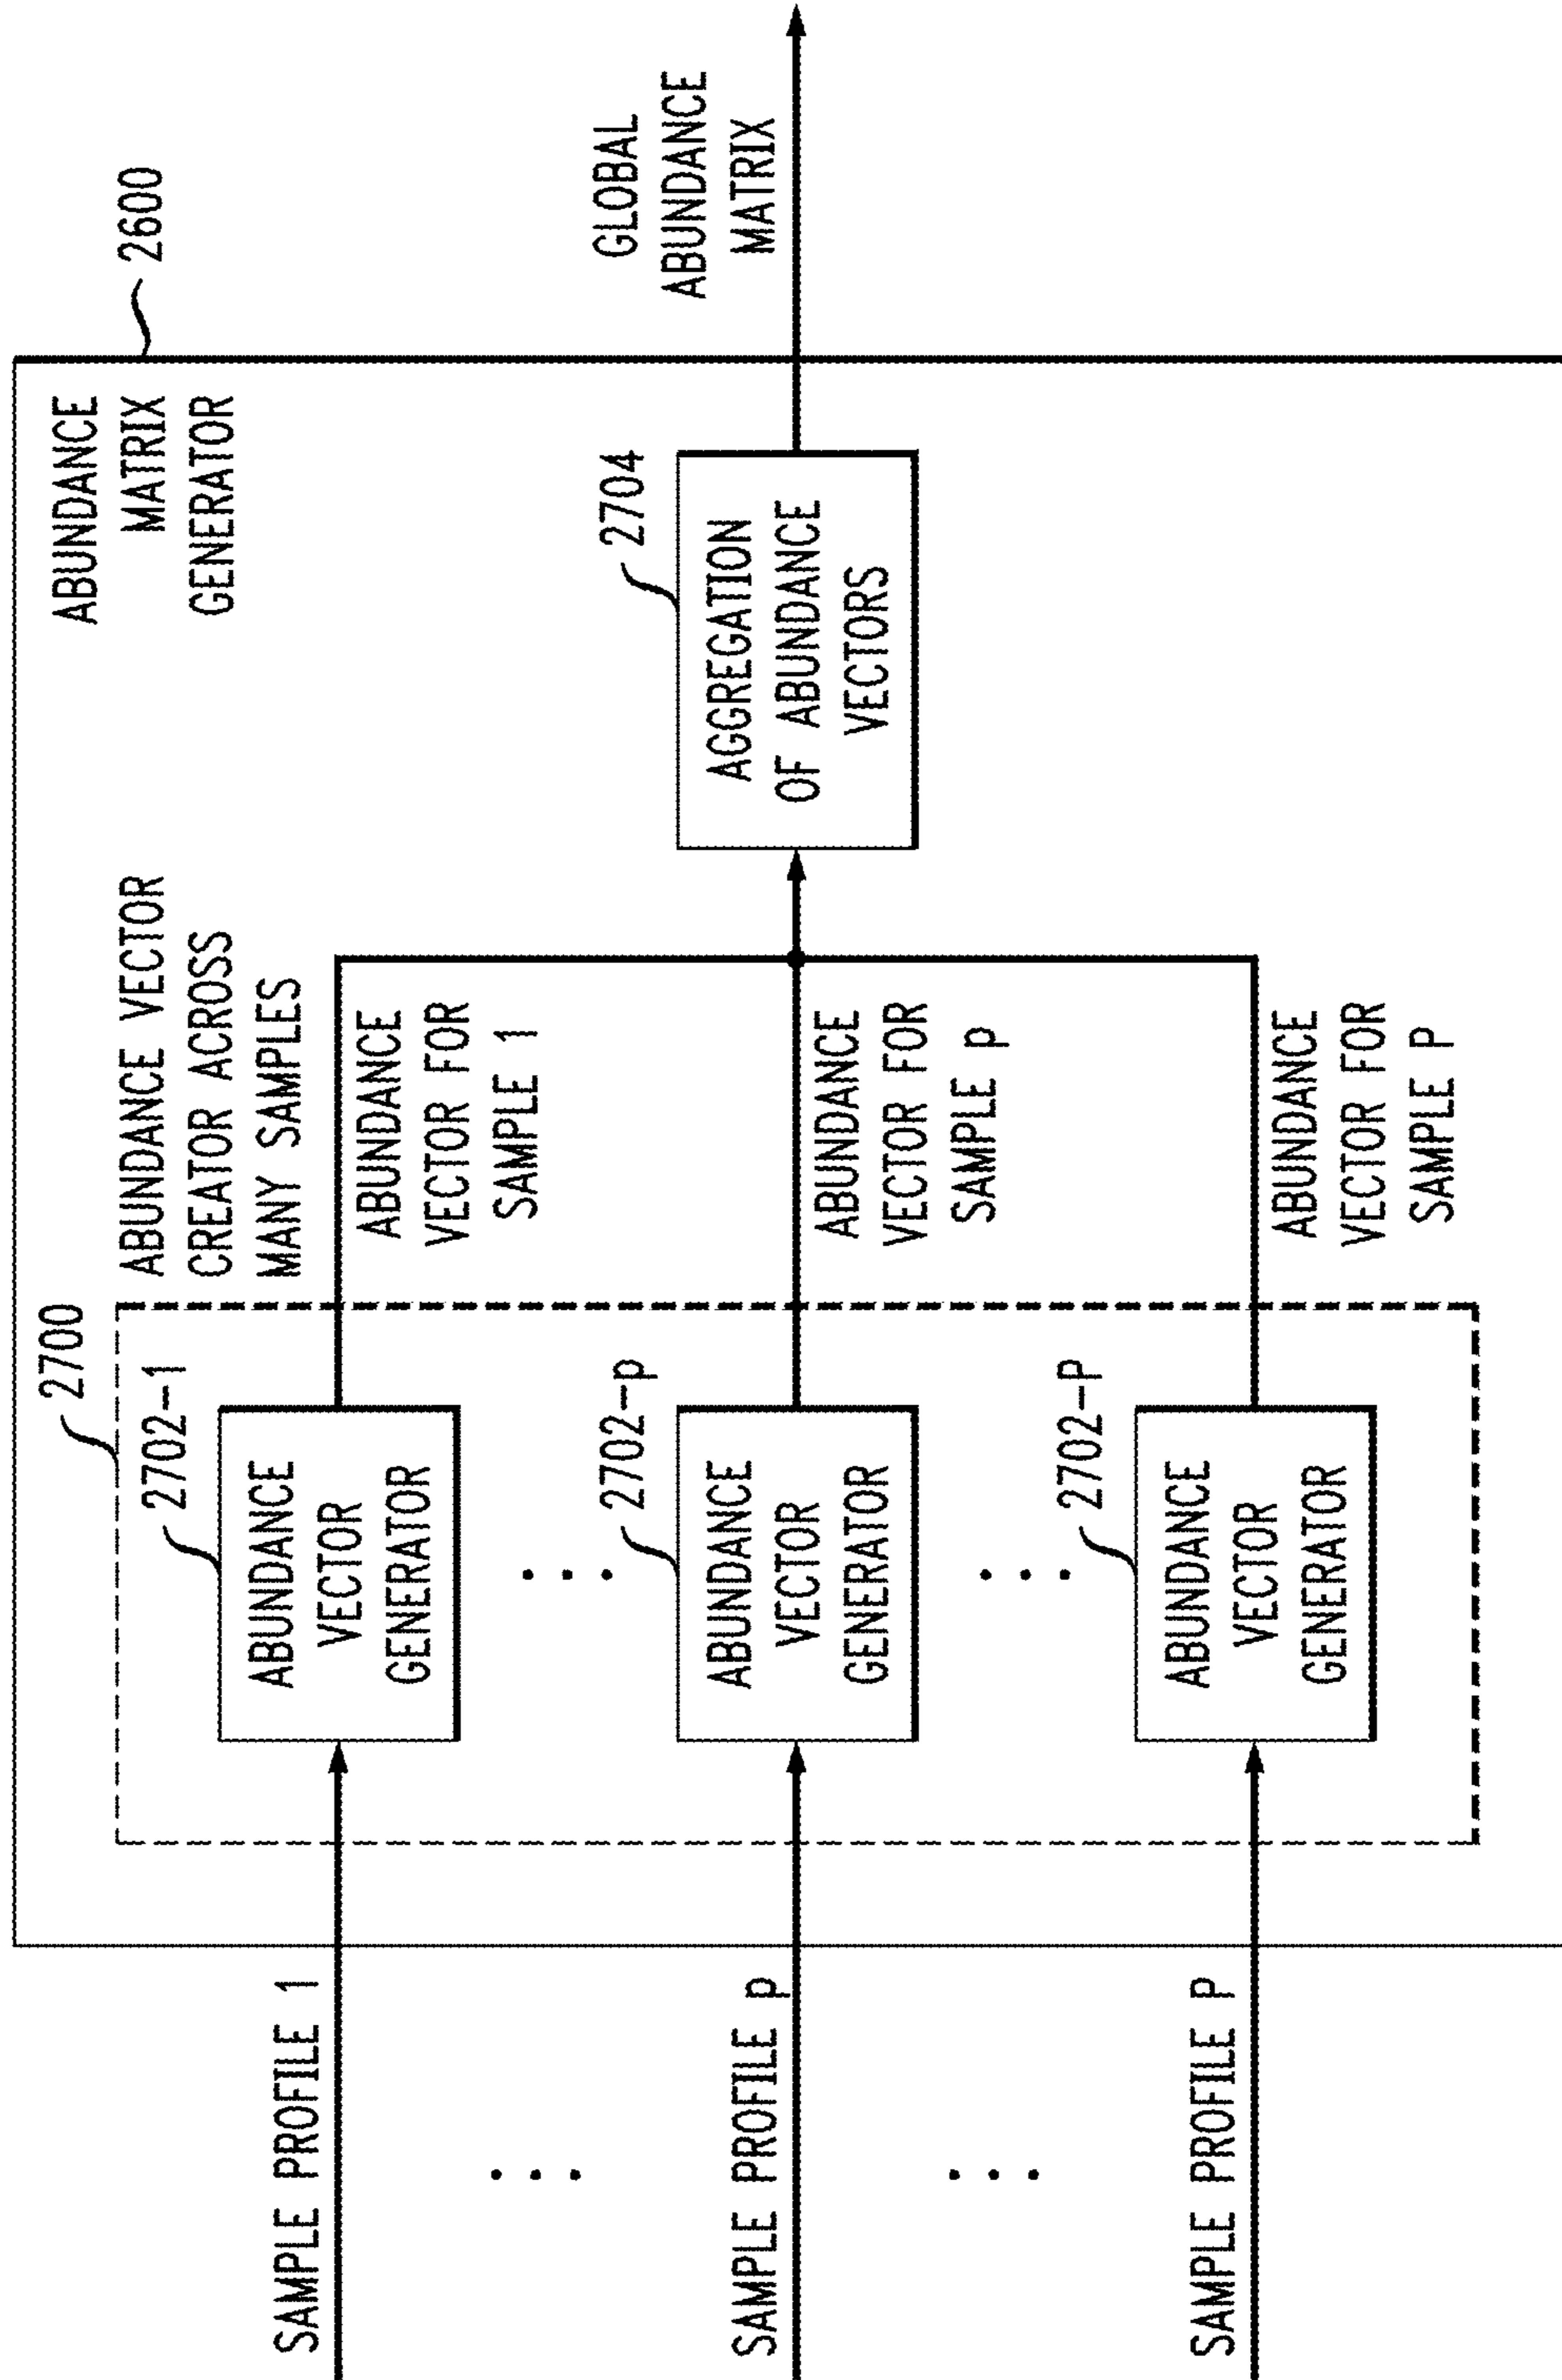 SAMPLE PROFILE 1
SAMPLE PROFILE p
SAMPLE PROFILE P
2700
2702-1
ABUNDANCE
VECTOR
GENERATOR
2702-p
ABUNDANCE
VECTOR
GENERATOR
2702-P
ABUNDANCE
VECTOR
GENERATOR
ABUNDANCE VECTOR
CREATOR ACROSS
MANY SAMPLES
ABUNDANCE
VECTOR FOR
SAMPLE 1
ABUNDANCE
VECTOR FOR
SAMPLE p
ABUNDANCE
VECTOR FOR
SAMPLE P
2704
AGGREGATION
OF ABUNDANCE
VECTORS
ABUNDANCE
MATRIX
GENERATOR
2600
GLOBAL
ABUNDANCE
MATRIX